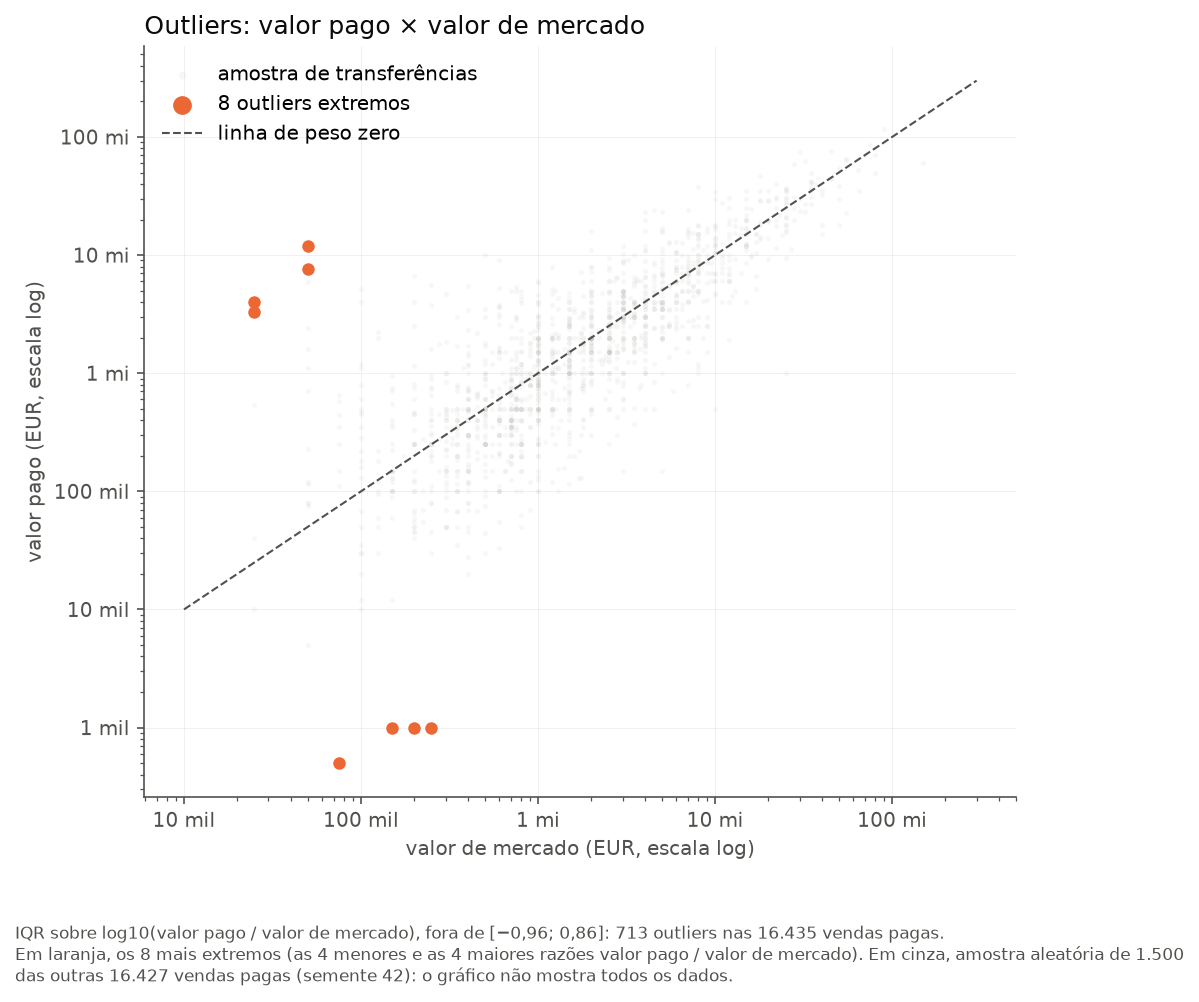 Outliers: valor pago × valor de mercado
amostra de transferências
8 outliers extremos
linha de peso zero
100 mi
10 mi
1 mi
100 mil
10 mil
1 mil
valor pago (EUR, escala log)
10 mil
100 mil
1 mi
10 mi
100 mi
valor de mercado (EUR, escala log)
IQR sobre log10(valor pago / valor de mercado), fora de [−0,96; 0,86]: 713 outliers nas 16.435 vendas pagas.
Em laranja, os 8 mais extremos (as 4 menores e as 4 maiores razões valor pago / valor de mercado). Em cinza, amostra aleatória de 1.500
das outras 16.427 vendas pagas (semente 42): o gráfico não mostra todos os dados.